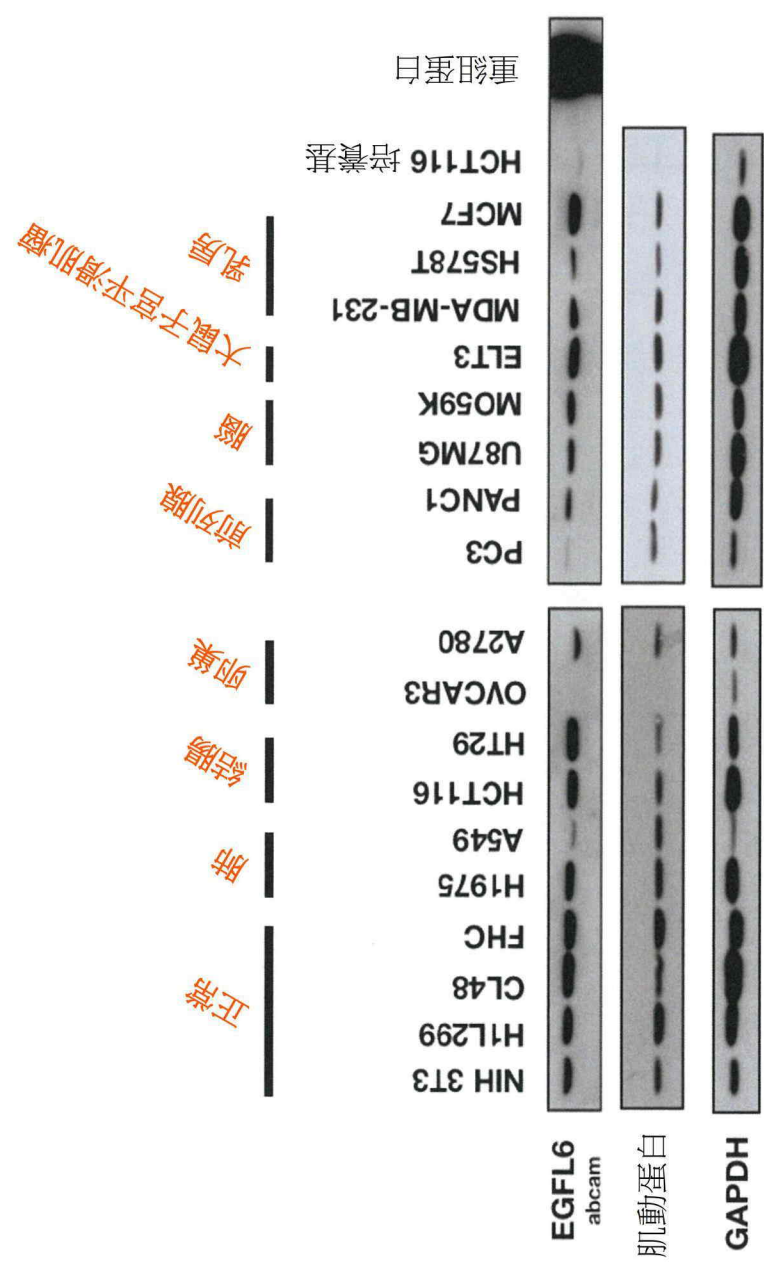 正常
肺
結腸
卵巢
前列腺
腦
大鼠子宮平滑肌瘤
乳房
NIH 3T3
H1L299
CL48
FHC
H1975
A549
HCT116
HT29
OVCAR3
A2780
PC3
PANC1
U87MG
MO59K
ELT3
MDA-MB-231
HS578T
MCF7
HCT116 培養基
重組蛋白
EGFL6
abcam
肌動蛋白
GAPDH